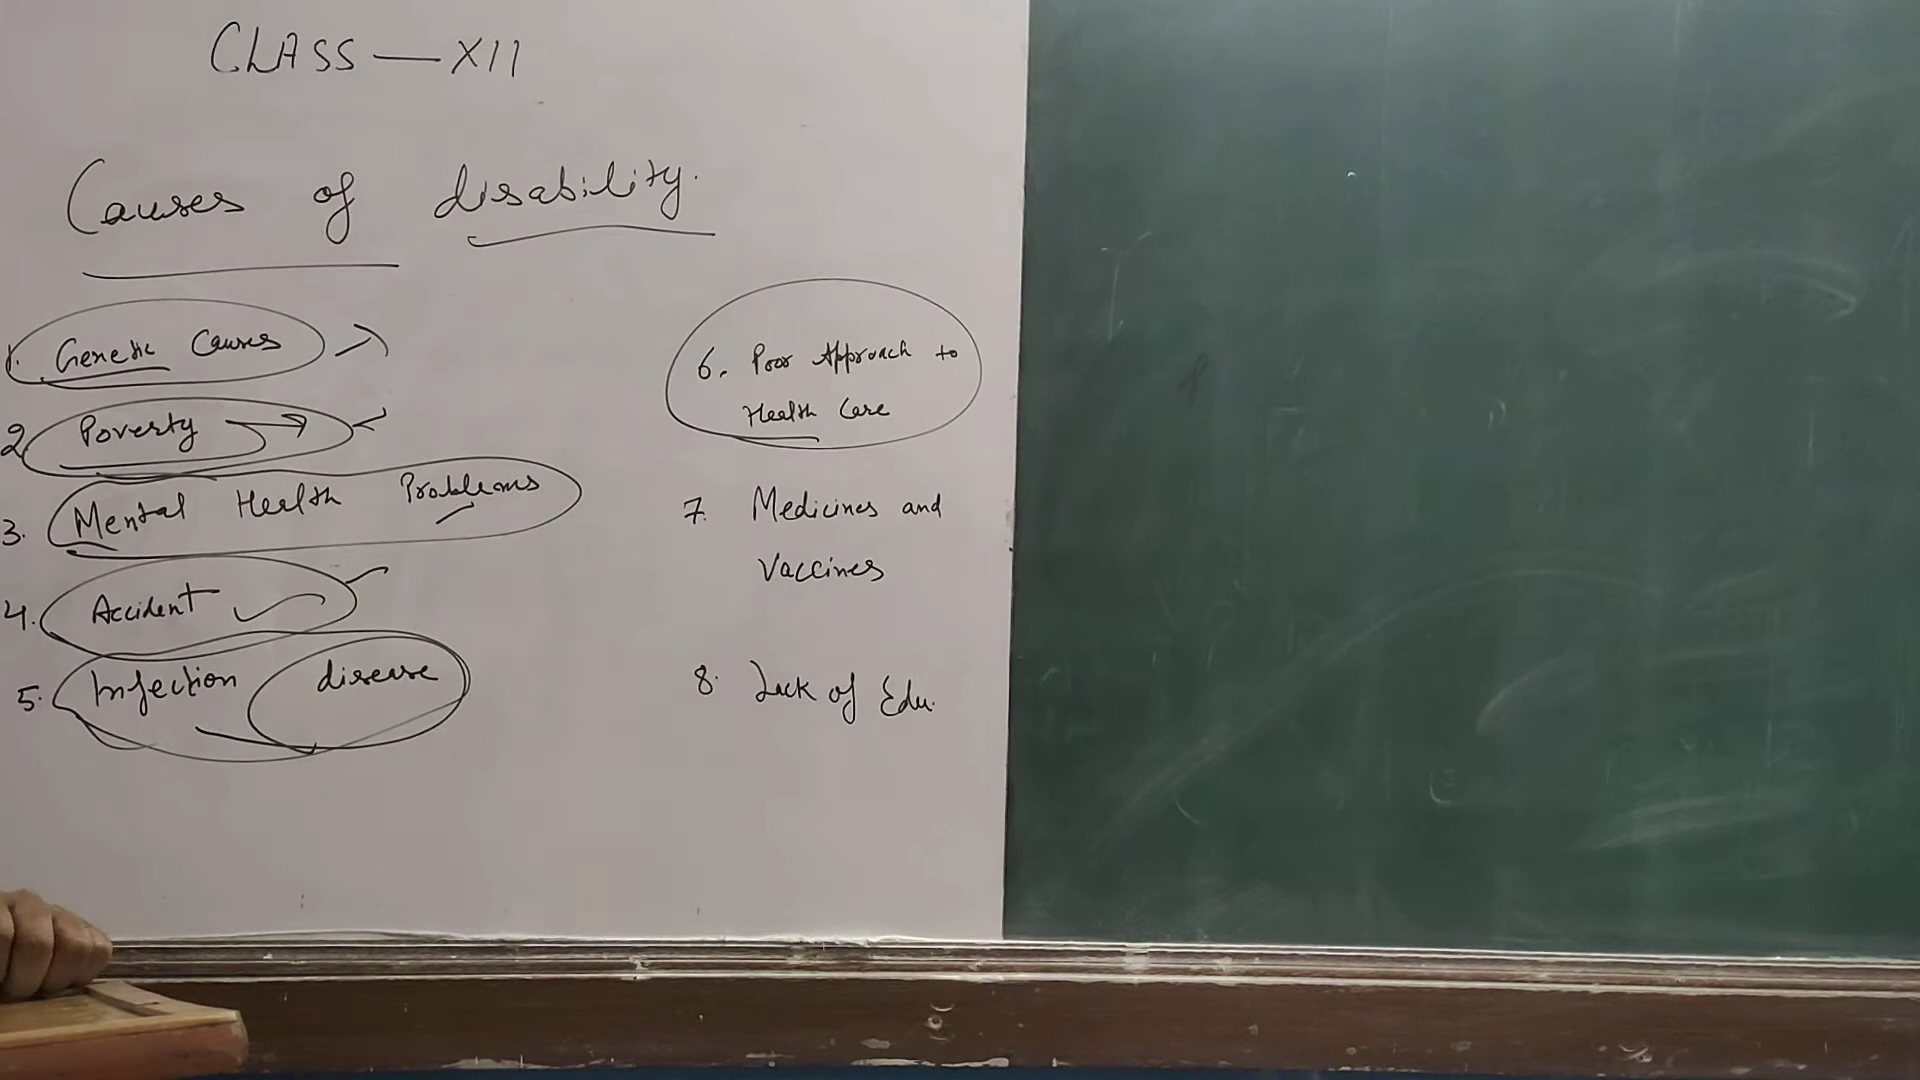 CLASS — XII
Causes of disability.
1. Genetic Causes
2 Poverty
3. Mental Health Problems
4. Accident
5. Infection disease
6. Poor Approach to
Health Care
7. Medicines and
Vaccines
8. Lack of Edu.